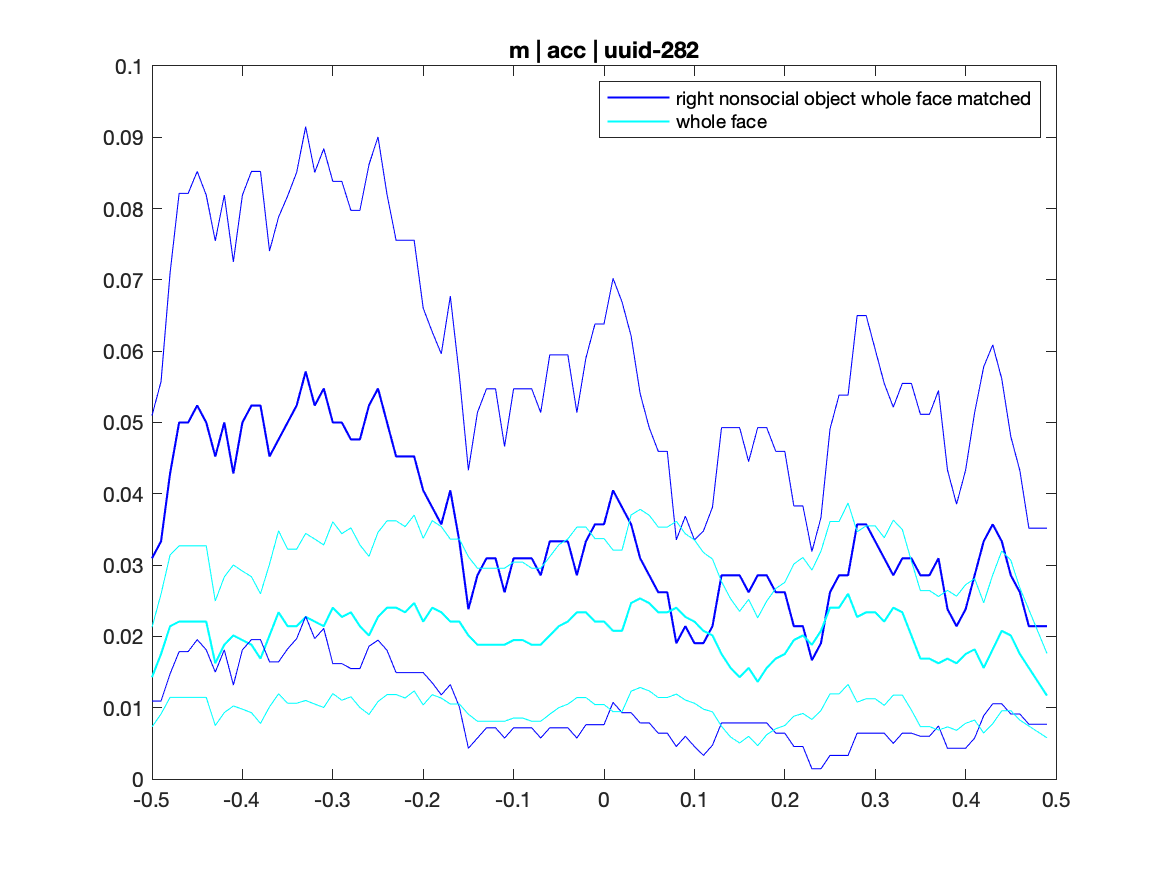 m | acc | uuid-282
right nonsocial object whole face matched
whole face
0.1
0.09
0.08
0.07
0.06
0.05
0.04
0.03
0.02
0.01
0
-0.5 -0.4 -0.3 -0.2 -0.1 0 0.1 0.2 0.3 0.4 0.5